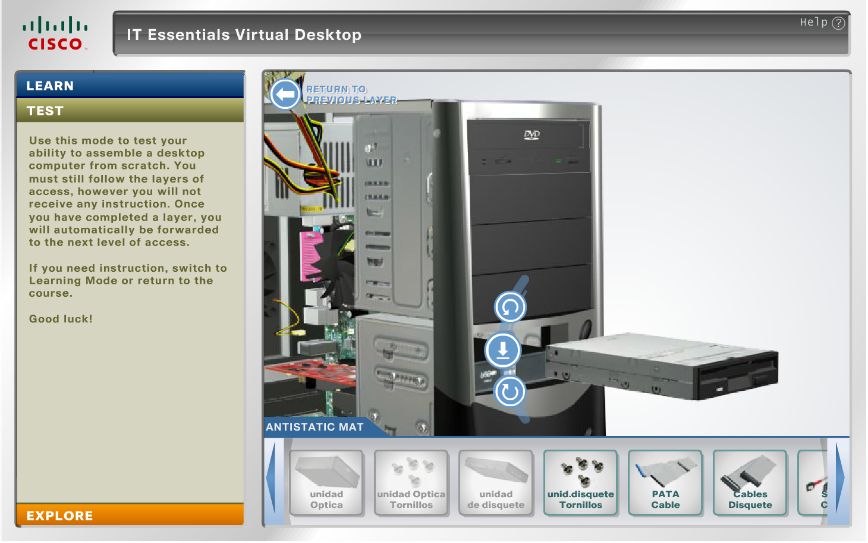 CISCO
IT Essentials Virtual Desktop
Help ?
LEARN
TEST
Use this mode to test your
ability to assemble a desktop
computer from scratch. You
must still follow the layers of
access, however you will not
receive any instruction. Once
you have completed a layer, you
will automatically be forwarded
to the next level of access.
If you need instruction, switch to
Learning Mode or return to the
course.
Good luck!
EXPLORE
RETURN TO
PREVIOUS LAYER
DVD
ANTISTATIC MAT
unidad
Optica
unidad Optica
Tornillos
unidad
de disquete
unid.disquete
Tornillos
PATA
Cable
Cables
Disquete
S
C